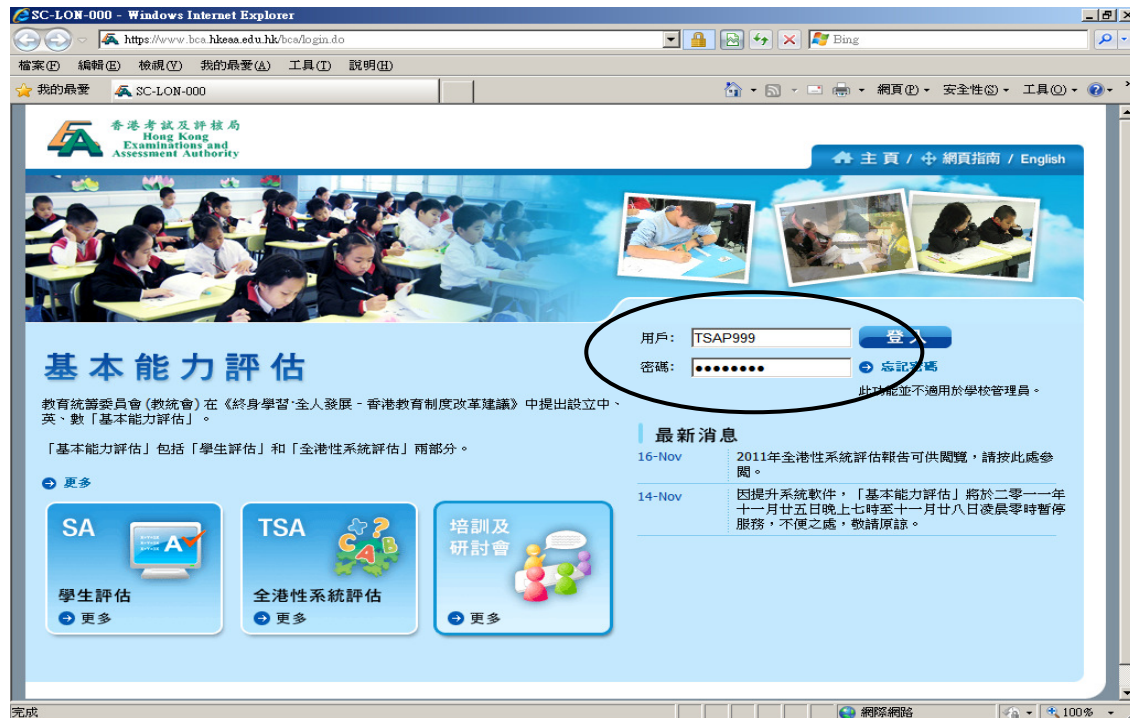 SC-LON-000 - Windows Internet Explorer
https://www.bca.hkeaa.edu.hk/bca/login.do
Bing
檔案(F) 編輯(E) 檢視(V) 我的最愛(A) 工具(T) 說明(H)
我的最愛 SC-LON-000 網頁(P) 安全性(S) 工具(O)
香港考試及評核局
Hong Kong
Examinations and
Assessment Authority
主頁 / 網頁指南 / English
用戶: TSAP999 登入
密碼: ●●●●●●●● 忘記密碼
此功能並不適用於學校管理員。
基本能力評估
教育統籌委員會 (教統會) 在《終身學習‧全人發展 - 香港教育制度改革建議》中提出設立中、
英、數「基本能力評估」。
「基本能力評估」包括「學生評估」和「全港性系統評估」兩部分。
更多
最新消息
16-Nov 2011年全港性系統評估報告可供閱覽，請按此處參
閱。
14-Nov 因提升系統軟件，「基本能力評估」將於二零一一年
十一月廿五日晚上七時至十一月廿八日凌晨零時暫停
服務，不便之處，敬請原諒。
SA
學生評估
更多
TSA
全港性系統評估
更多
培訓及
研討會
更多
完成 網際網路 100%